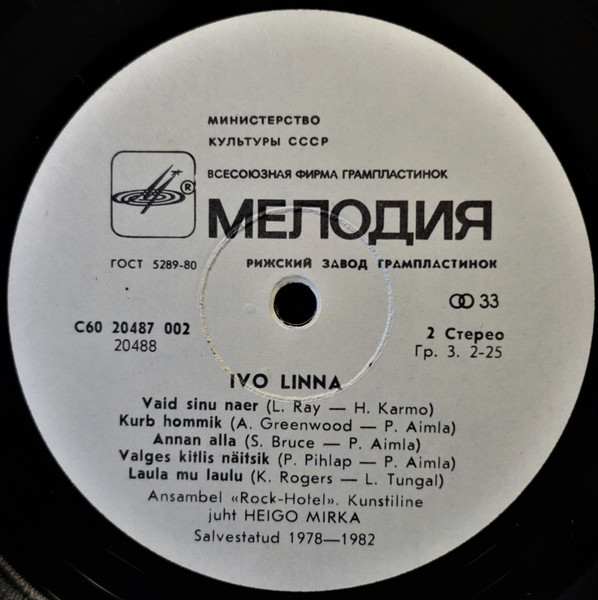 МИНИСТЕРСТВО
КУЛЬТУРЫ СССР
ВСЕСОЮЗНАЯ ФИРМА ГРАМПЛАСТИНОК
®
МЕЛОДИЯ
ГОСТ 5289-80
РИЖСКИЙ ЗАВОД ГРАМПЛАСТИНОК
33
С60 20487 002
20488
2 Стерео
Гр. 3. 2-25
IVO LINNA
Vaid sinu naer (L. Ray — H. Karmo)
Kurb hommik (A. Greenwood — P. Aimla)
Annan alla (S. Bruce — P. Aimla)
Valges kitlis näitsik (P. Pihlap — P. Aimla)
Laula mu laulu (K. Rogers — L. Tungal)
Ansambel «Rock-Hotel». Kunstiline
juht HEIGO MIRKA
Salvestatud 1978—1982